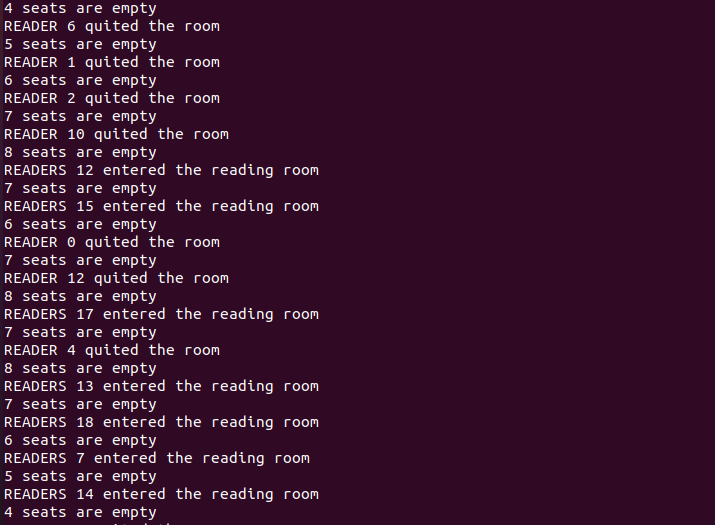 4 seats are empty
READER 6 quited the room
5 seats are empty
READER 1 quited the room
6 seats are empty
READER 2 quited the room
7 seats are empty
READER 10 quited the room
8 seats are empty
READERS 12 entered the reading room
7 seats are empty
READERS 15 entered the reading room
6 seats are empty
READER 0 quited the room
7 seats are empty
READER 12 quited the room
8 seats are empty
READERS 17 entered the reading room
7 seats are empty
READER 4 quited the room
8 seats are empty
READERS 13 entered the reading room
7 seats are empty
READERS 18 entered the reading room
6 seats are empty
READERS 7 entered the reading room
5 seats are empty
READERS 14 entered the reading room
4 seats are empty